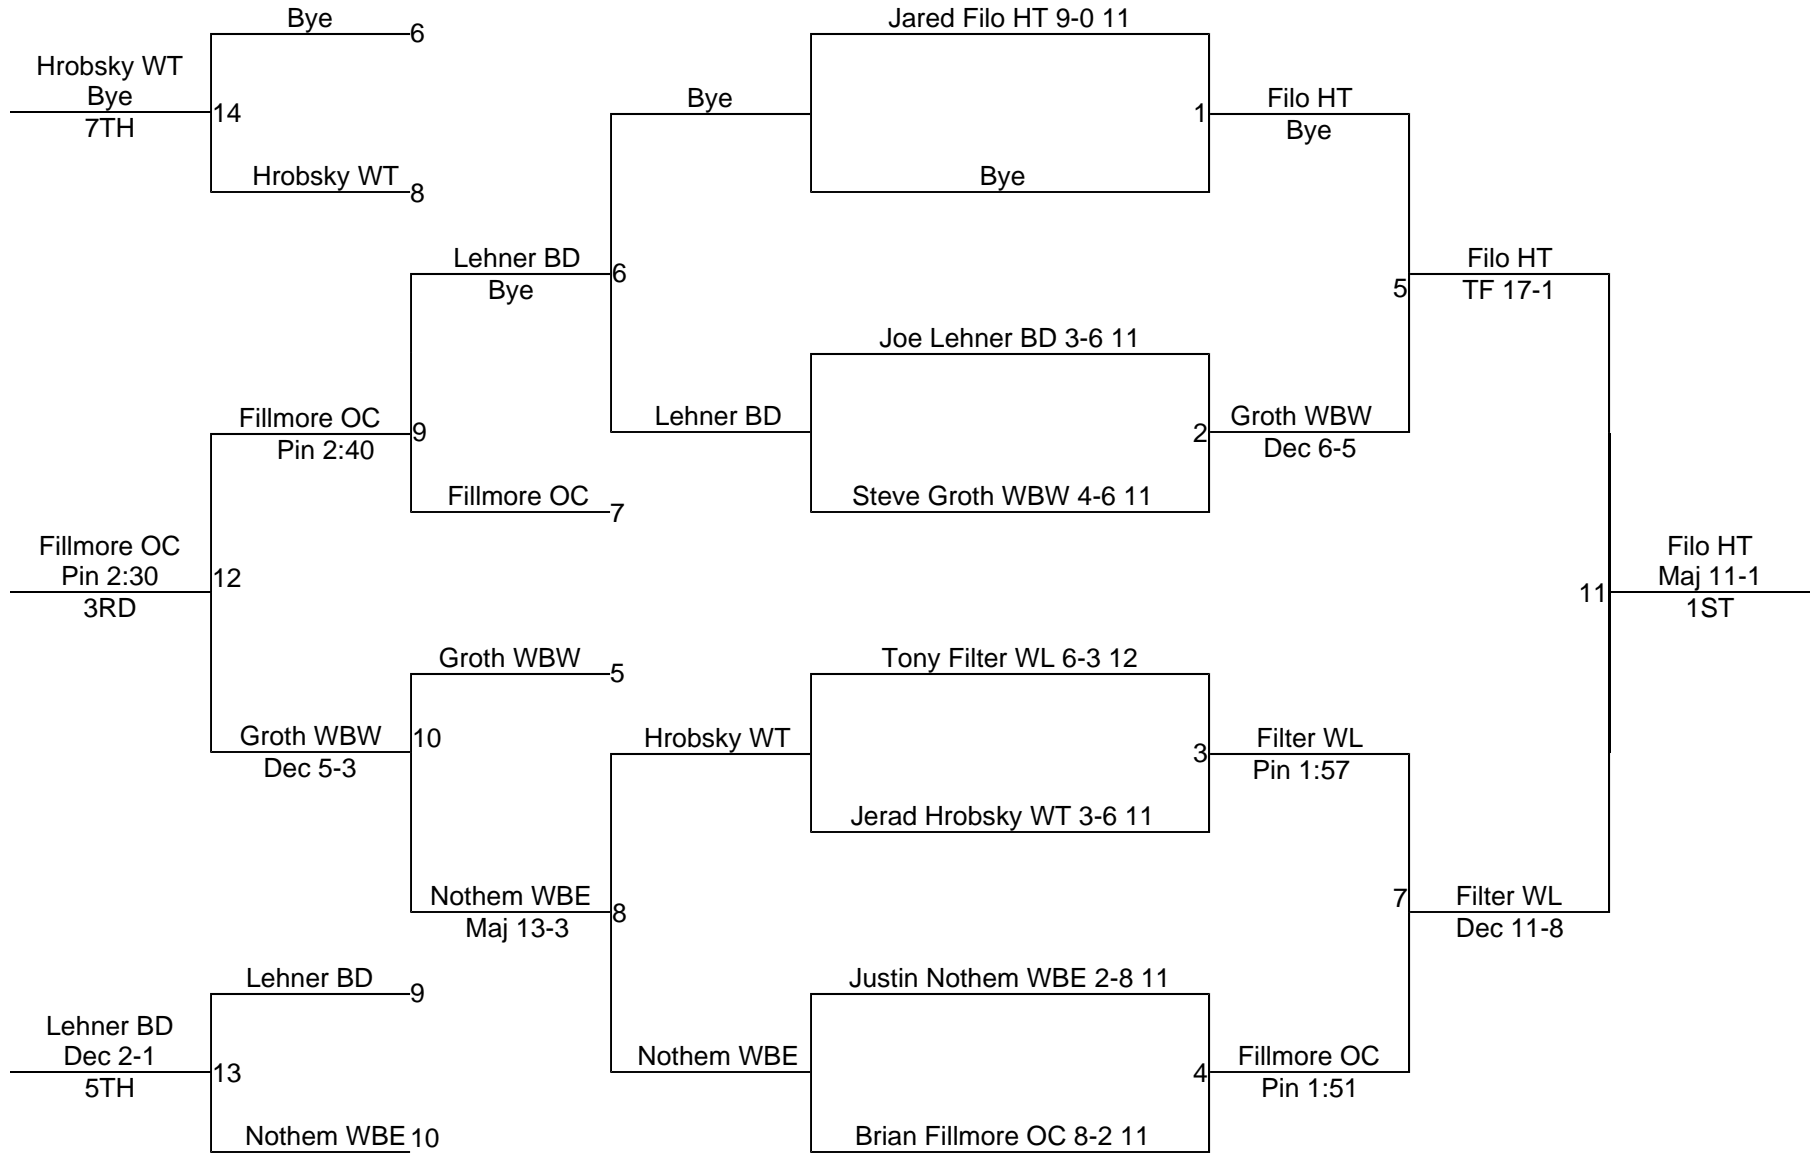 Bye
6
Hrobsky WT
Bye
7TH
14
Hrobsky WT
8
Lehner BD
Bye
Fillmore OC
Pin 2:40
9
Fillmore OC
7
Fillmore OC
Pin 2:30
3RD
12
Groth WBW
5
Groth WBW
Dec 5-3
10
Nothem WBE
Maj 13-3
Lehner BD
9
Lehner BD
Dec 2-1
5TH
13
Nothem WBE
10
Bye
6
Lehner BD
Hrobsky WT
8
Nothem WBE
Jared Filo HT 9-0 11
1
Bye
Joe Lehner BD 3-6 11
2
Steve Groth WBW 4-6 11
Tony Filter WL 6-3 12
3
Jerad Hrobsky WT 3-6 11
Justin Nothem WBE 2-8 11
4
Brian Fillmore OC 8-2 11
Filo HT
Bye
5
Groth WBW
Dec 6-5
Filter WL
Pin 1:57
7
Fillmore OC
Pin 1:51
Filo HT
TF 17-1
11
Filter WL
Dec 11-8
Filo HT
Maj 11-1
1ST